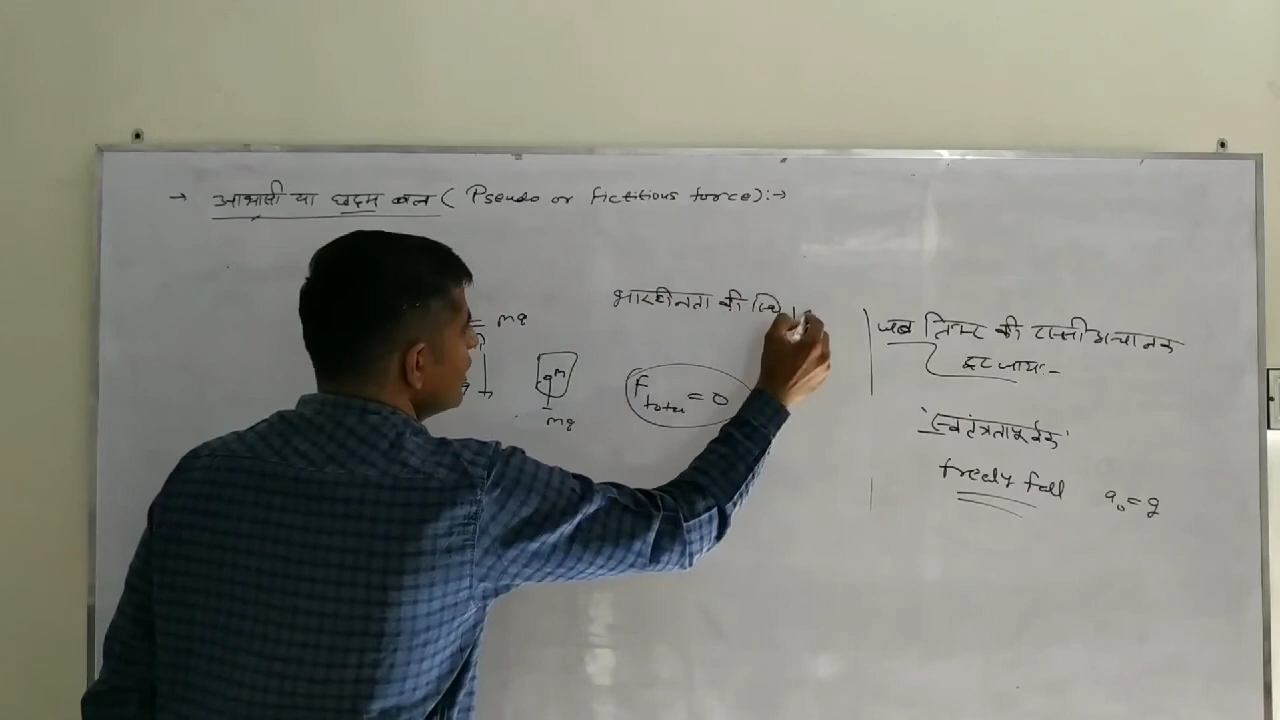 → आभासी या छद्म बल ( Pseudo or fictitious force):→
= mg
m
mg
भारहीनता की स्थि
F total = 0
जब लिफ्ट की रस्सी अचानक
टूट जाय:-
'स्वतंत्रतापूर्वक'
freely fall a₀ = g